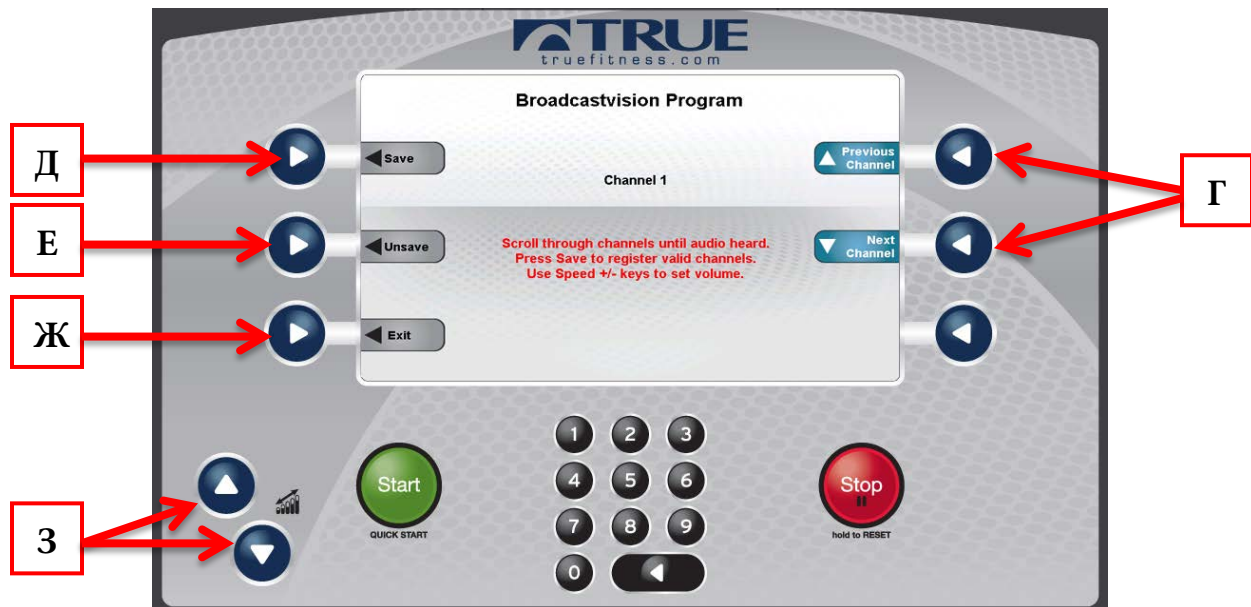 TRUE
truefitness.com
Broadcastvision Program
Д
Save
Previous
Channel
Г
Channel 1
Е
Unsave
Scroll through channels until audio heard.
Press Save to register valid channels.
Use Speed +/- keys to set volume.
Next
Channel
Ж
Exit
1 2 3
Start
4 5 6
Stop
QUICK START
7 8 9
hold to RESET
З
0